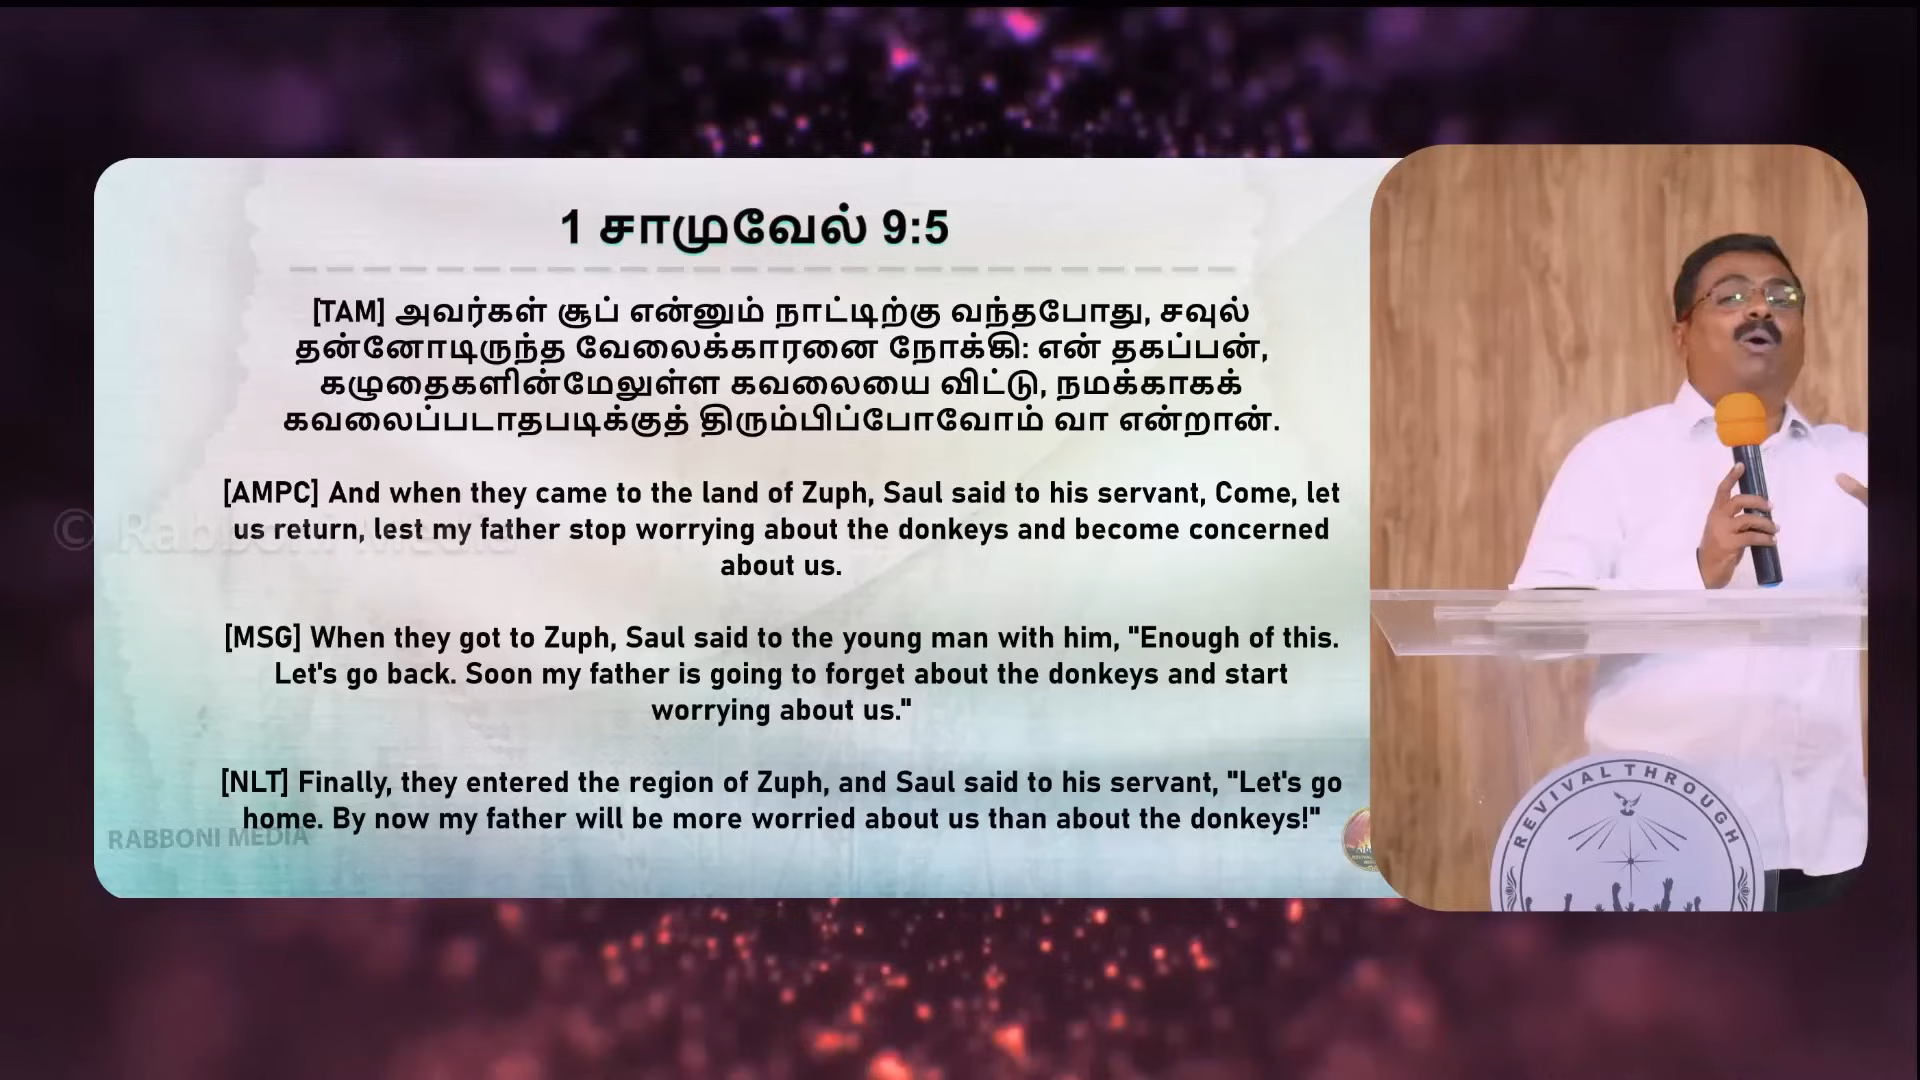 1 சாமுவேல் 9:5
[TAM] அவர்கள் சூப் என்னும் நாட்டிற்கு வந்தபோது, சவுல்
தன்னோடிருந்த வேலைக்காரனை நோக்கி: என் தகப்பன்,
கழுதைகளின்மேலுள்ள கவலையை விட்டு, நமக்காகக்
கவலைப்படாதபடிக்குத் திரும்பிப்போவோம் வா என்றான்.
[AMPC] And when they came to the land of Zuph, Saul said to his servant, Come, let
us return, lest my father stop worrying about the donkeys and become concerned
about us.
© Rabboni Media
[MSG] When they got to Zuph, Saul said to the young man with him, "Enough of this.
Let's go back. Soon my father is going to forget about the donkeys and start
worrying about us."
[NLT] Finally, they entered the region of Zuph, and Saul said to his servant, "Let's go
home. By now my father will be more worried about us than about the donkeys!"
RABBONI MEDIA
REVIVAL THROUGH